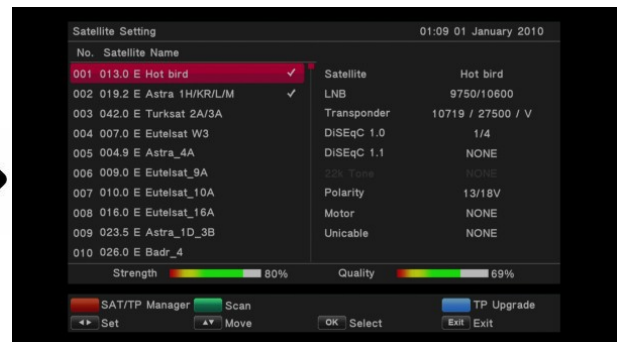 Satellite Setting 01:09 01 January 2010
No. Satellite Name
001 013.0 E Hot bird ✓ Satellite Hot bird
002 019.2 E Astra 1H/KR/L/M ✓ LNB 9750/10600
003 042.0 E Turksat 2A/3A Transponder 10719 / 27500 / V
004 007.0 E Eutelsat W3 DiSEqC 1.0 1/4
005 004.9 E Astra_4A DiSEqC 1.1 NONE
006 009.0 E Eutelsat_9A 22k Tone NONE
007 010.0 E Eutelsat_10A Polarity 13/18V
008 016.0 E Eutelsat_16A Motor NONE
009 023.5 E Astra_1D_3B Unicable NONE
010 026.0 E Badr_4
Strength 80% Quality 69%
SAT/TP Manager Scan TP Upgrade
◄► Set ▲▼ Move OK Select Exit Exit